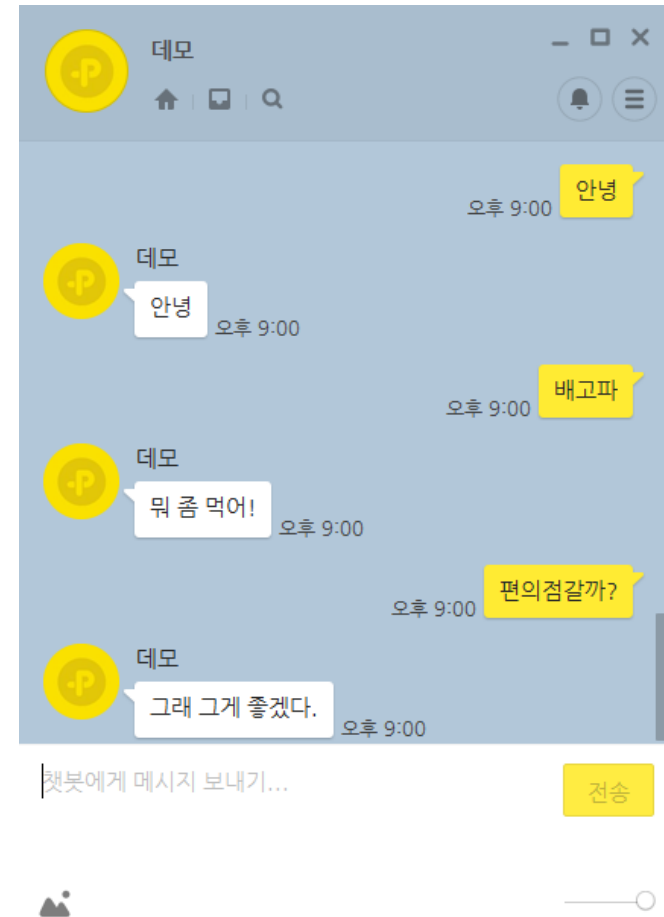 데모
안녕
오후 9:00
데모
안녕
오후 9:00
배고파
오후 9:00
데모
뭐 좀 먹어!
오후 9:00
편의점갈까?
오후 9:00
데모
그래 그게 좋겠다.
오후 9:00
챗봇에게 메시지 보내기...
전송